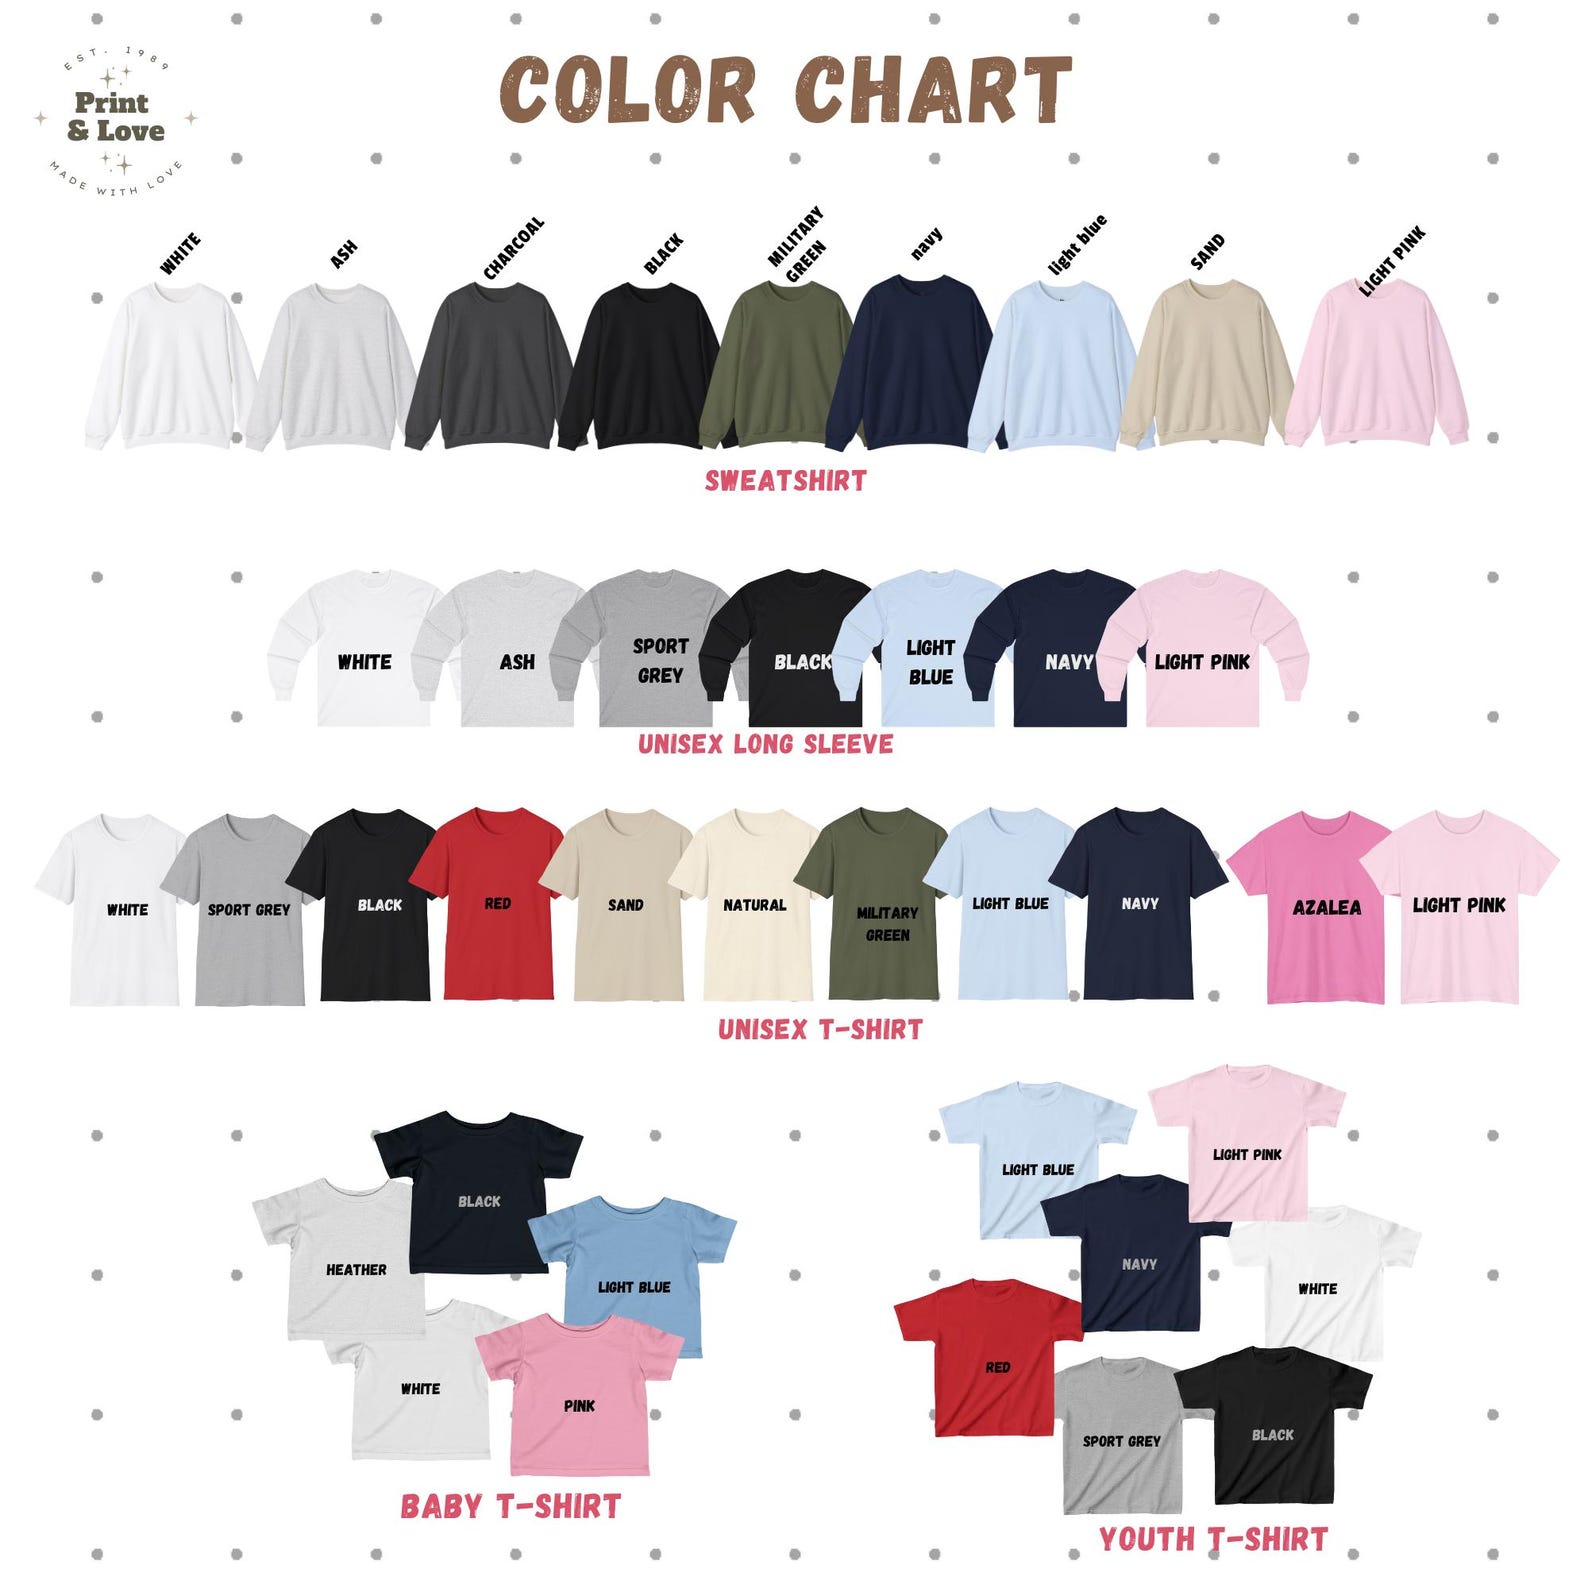 EST. 1989
Print
& Love
MADE WITH LOVE
COLOR CHART
WHITE
ASH
CHARCOAL
BLACK
MILITARY
GREEN
navy
light blue
SAND
LIGHT PINK
SWEATSHIRT
WHITE
ASH
SPORT
GREY
BLACK
LIGHT
BLUE
NAVY
LIGHT PINK
UNISEX LONG SLEEVE
WHITE
SPORT GREY
BLACK
RED
SAND
NATURAL
MILITARY
GREEN
LIGHT BLUE
NAVY
AZALEA
LIGHT PINK
UNISEX T-SHIRT
BLACK
HEATHER
LIGHT BLUE
WHITE
PINK
BABY T-SHIRT
LIGHT PINK
LIGHT BLUE
NAVY
WHITE
RED
SPORT GREY
BLACK
YOUTH T-SHIRT